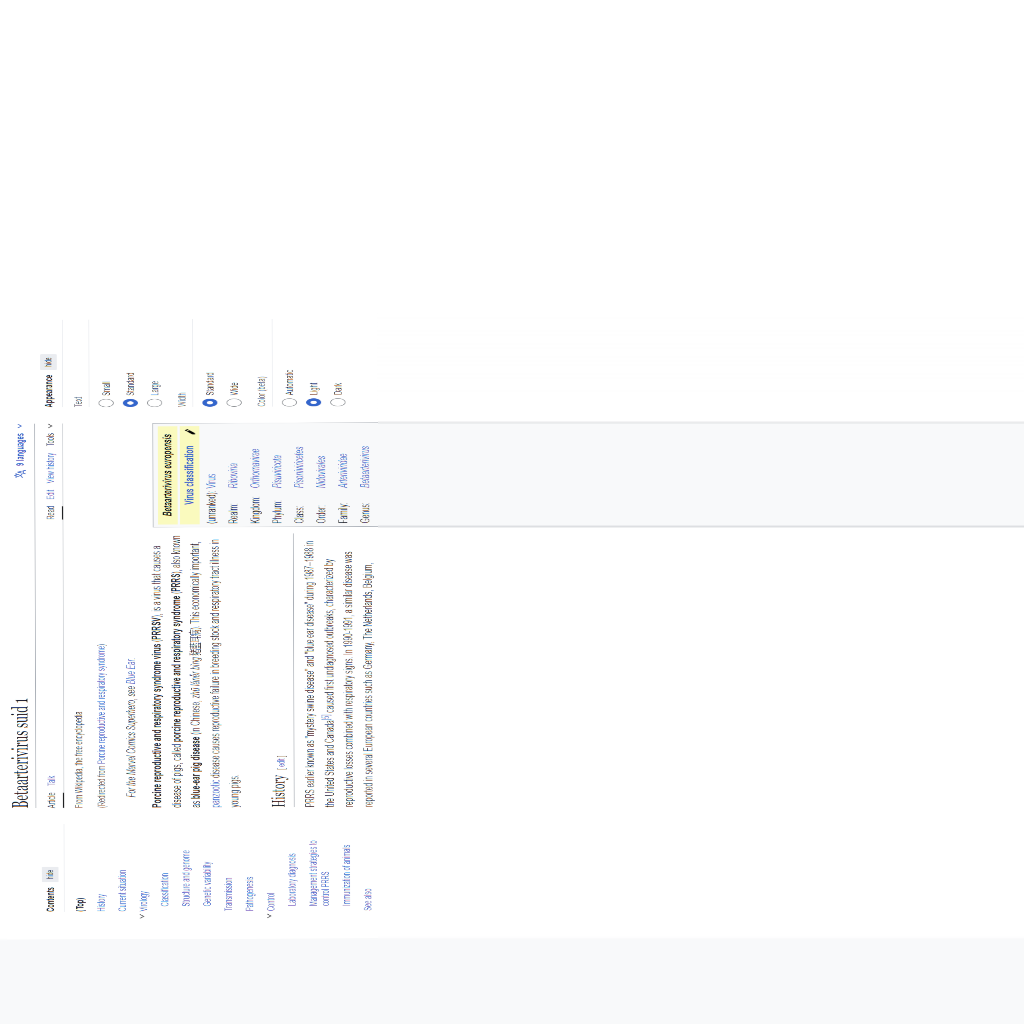 Betaarterivirus suid 1
9 languages
Article Talk
Read Edit View history Tools
From Wikipedia, the free encyclopedia
(Redirected from Porcine reproductive and respiratory syndrome)
For the Marvel Comics Superhero, see Blue Ear.
Porcine reproductive and respiratory syndrome virus (PRRSV), is a virus that causes a
disease of pigs, called porcine reproductive and respiratory syndrome (PRRS), also known
as blue-ear pig disease (in Chinese, zhū láněr bìng 猪蓝耳病). This economically important,
panzootic disease causes reproductive failure in breeding stock and respiratory tract illness in
young pigs.
History [edit]
PRRS earlier known as "mystery swine disease" and "blue ear disease" during 1987–1988 in
the United States and Canada caused first undiagnosed outbreaks, characterized by
reproductive losses combined with respiratory signs. In 1990-1991, a similar disease was
reported in several European countries such as Germany, The Netherlands, Belgium,
Contents hide
(Top)
History
Current situation
Virology
Classification
Structure and genome
Genetic variability
Transmission
Pathogenesis
Control
Laboratory diagnosis
Management strategies to
control PRRS
Immunization of animals
See also
Betaarterivirus europensis
Virus classification
(unranked): Virus
Realm: Riboviria
Kingdom: Orthornavirae
Phylum: Pisuviricota
Class: Pisoniviricetes
Order: Nidovirales
Family: Arteriviridae
Genus: Betaarterivirus
Appearance hide
Text
Small
Standard
Large
Width
Standard
Wide
Color (beta)
Automatic
Light
Dark